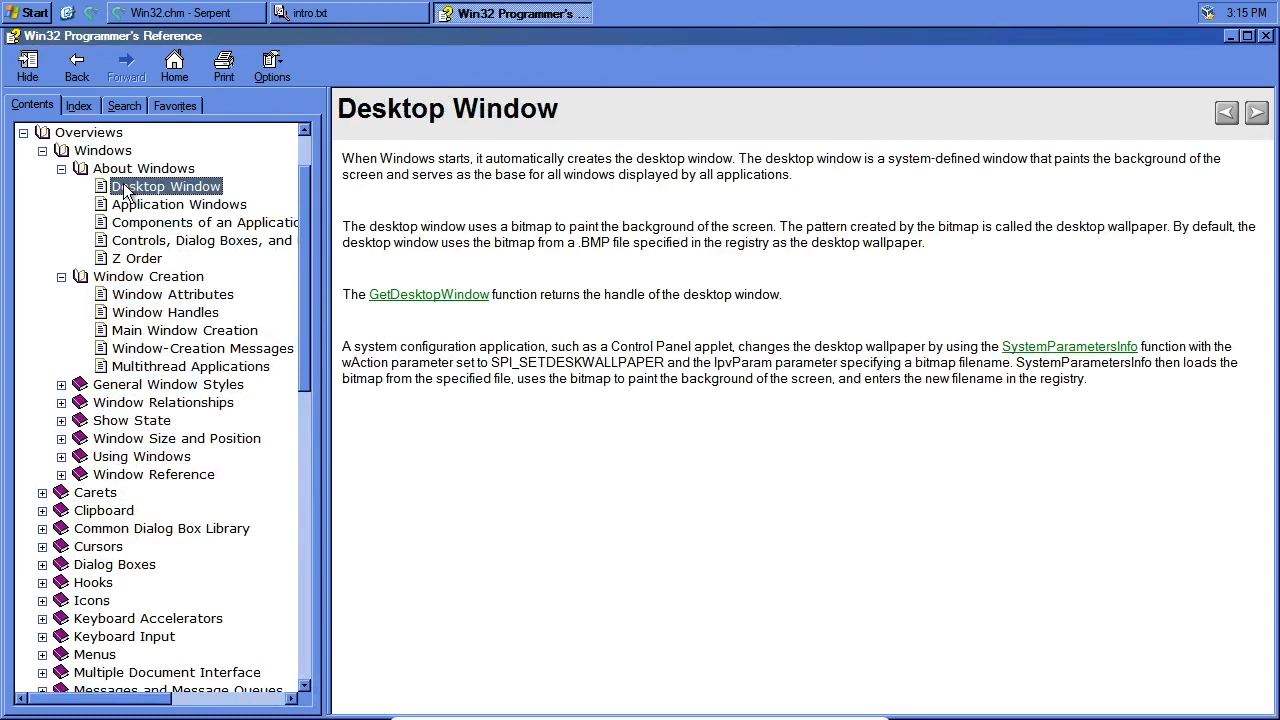 Start
Win32.chm - Serpent
intro.txt
Win32 Programmer's ...
3:15 PM
Win32 Programmer's Reference
Hide
Back
Forward
Home
Print
Options
Contents
Index
Search
Favorites
Overviews
Windows
About Windows
Desktop Window
Application Windows
Components of an Applicatio
Controls, Dialog Boxes, and
Z Order
Window Creation
Window Attributes
Window Handles
Main Window Creation
Window-Creation Messages
Multithread Applications
General Window Styles
Window Relationships
Show State
Window Size and Position
Using Windows
Window Reference
Carets
Clipboard
Common Dialog Box Library
Cursors
Dialog Boxes
Hooks
Icons
Keyboard Accelerators
Keyboard Input
Menus
Multiple Document Interface
Messages and Message Queues
Desktop Window
When Windows starts, it automatically creates the desktop window. The desktop window is a system-defined window that paints the background of the
screen and serves as the base for all windows displayed by all applications.
The desktop window uses a bitmap to paint the background of the screen. The pattern created by the bitmap is called the desktop wallpaper. By default, the
desktop window uses the bitmap from a .BMP file specified in the registry as the desktop wallpaper.
The GetDesktopWindow function returns the handle of the desktop window.
A system configuration application, such as a Control Panel applet, changes the desktop wallpaper by using the SystemParametersInfo function with the
wAction parameter set to SPI_SETDESKWALLPAPER and the lpvParam parameter specifying a bitmap filename. SystemParametersInfo then loads the
bitmap from the specified file, uses the bitmap to paint the background of the screen, and enters the new filename in the registry.